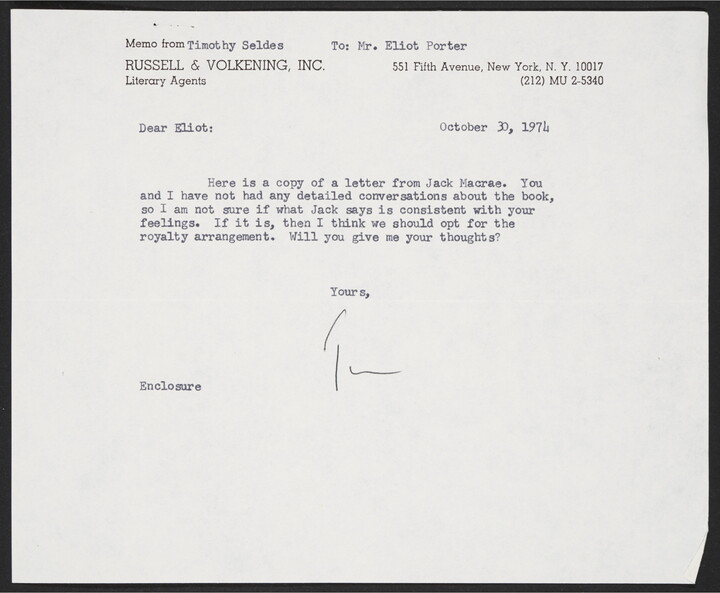 Memo from Timothy Seldes To: Mr. Eliot Porter
RUSSELL & VOLKENING, INC. 551 Fifth Avenue, New York, N. Y. 10017
Literary Agents (212) MU 2-5340
Dear Eliot: October 30, 1974
Here is a copy of a letter from Jack Macrae. You
and I have not had any detailed conversations about the book,
so I am not sure if what Jack says is consistent with your
feelings. If it is, then I think we should opt for the
royalty arrangement. Will you give me your thoughts?
Yours,
Tim
Enclosure